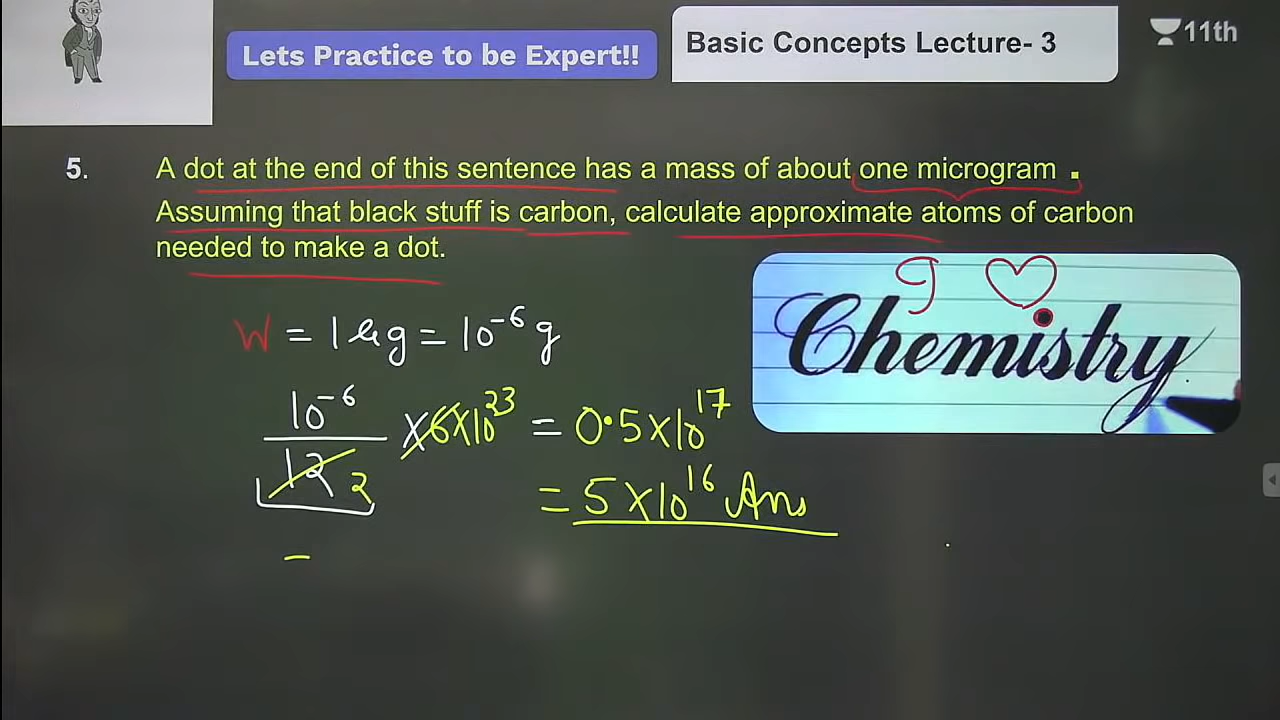 Lets Practice to be Expert!!
Basic Concepts Lecture- 3
11th
5. A dot at the end of this sentence has a mass of about one microgram .
Assuming that black stuff is carbon, calculate approximate atoms of carbon
needed to make a dot.
I ♡
Chemistry
W = 1 μg = 10⁻⁶ g
10⁻⁶
12 2
×6×10²³ = 0.5×10¹⁷
= 5×10¹⁶ Ans
–